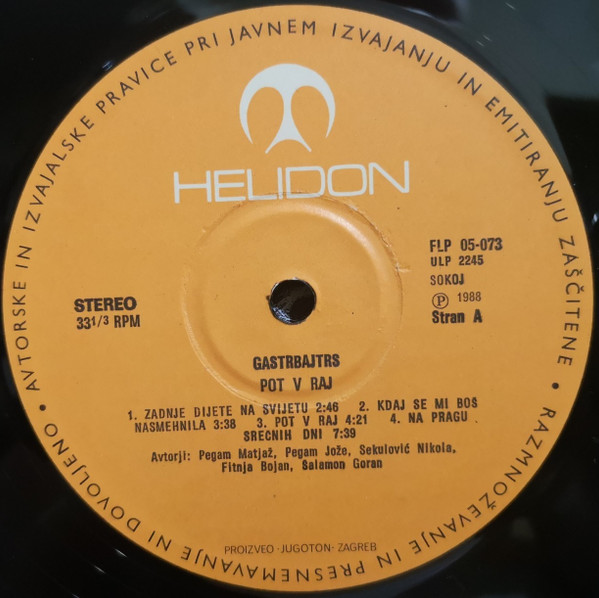 AVTORSKE IN IZVAJALSKE PRAVICE PRI JAVNEM IZVAJANJU IN EMITIRANJU ZAŠČITENE • RAZMNOŽEVANJE IN PRESNEMAVANJE NI DOVOLJENO •
HELIDON
FLP 05-073
ULP 2245
SOKOJ
STEREO
33 1/3 RPM
Ⓟ 1988
Stran A
GASTRBAJTRS
POT V RAJ
1. ZADNJE DIJETE NA SVIJETU 2:46 2. KDAJ SE MI BOŠ
NASMEHNILA 3:38 3. POT V RAJ 4:21 4. NA PRAGU
SREČNIH DNI 7:39
Avtorji: Pegam Matjaž, Pegam Jože, Sekulović Nikola,
Fitnja Bojan, Šalamon Goran
PROIZVEO · JUGOTON · ZAGREB